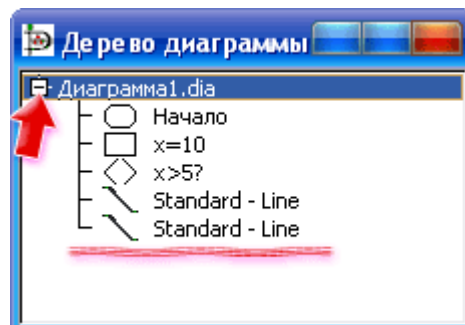 Дерево диаграммы
Диаграмма1.dia
Начало
x=10
x>5?
Standard - Line
Standard - Line